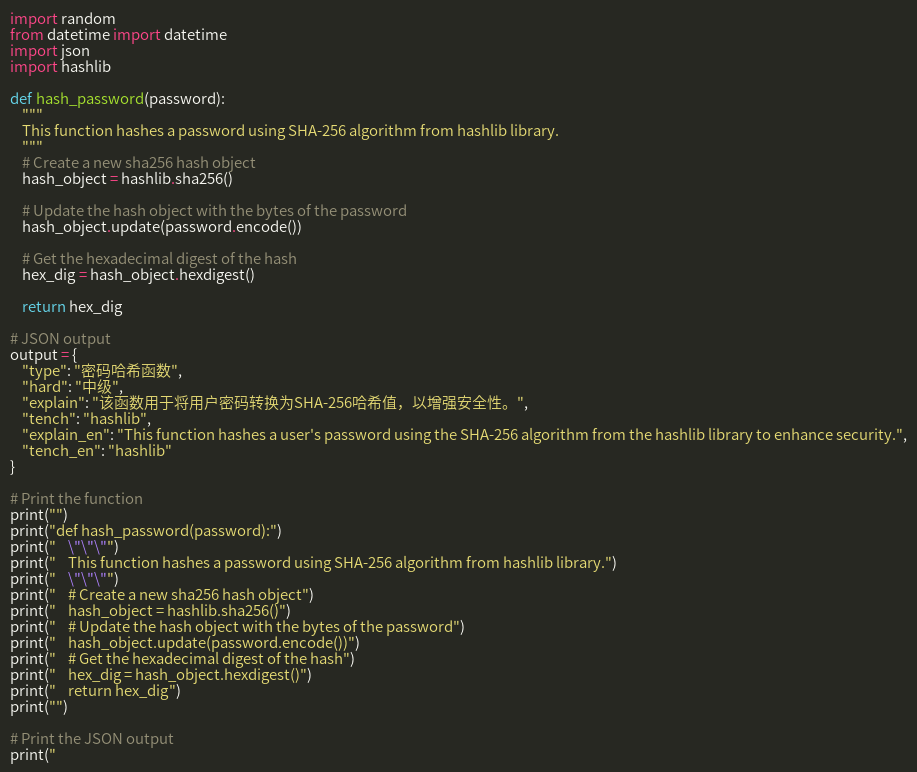 import random
from datetime import datetime
import json
import hashlib

def hash_password(password):
    """
    This function hashes a password using SHA-256 algorithm from hashlib library.
    """
    # Create a new sha256 hash object
    hash_object = hashlib.sha256()

    # Update the hash object with the bytes of the password
    hash_object.update(password.encode())

    # Get the hexadecimal digest of the hash
    hex_dig = hash_object.hexdigest()

    return hex_dig

# JSON output
output = {
    "type": "密码哈希函数",
    "hard": "中级",
    "explain": "该函数用于将用户密码转换为SHA-256哈希值，以增强安全性。",
    "tench": "hashlib",
    "explain_en": "This function hashes a user's password using the SHA-256 algorithm from the hashlib library to enhance security.",
    "tench_en": "hashlib"
}

# Print the function
print("")
print("def hash_password(password):")
print("    \"\"\"")
print("    This function hashes a password using SHA-256 algorithm from hashlib library.")
print("    \"\"\"")
print("    # Create a new sha256 hash object")
print("    hash_object = hashlib.sha256()")
print("    # Update the hash object with the bytes of the password")
print("    hash_object.update(password.encode())")
print("    # Get the hexadecimal digest of the hash")
print("    hex_dig = hash_object.hexdigest()")
print("    return hex_dig")
print("")

# Print the JSON output
print("